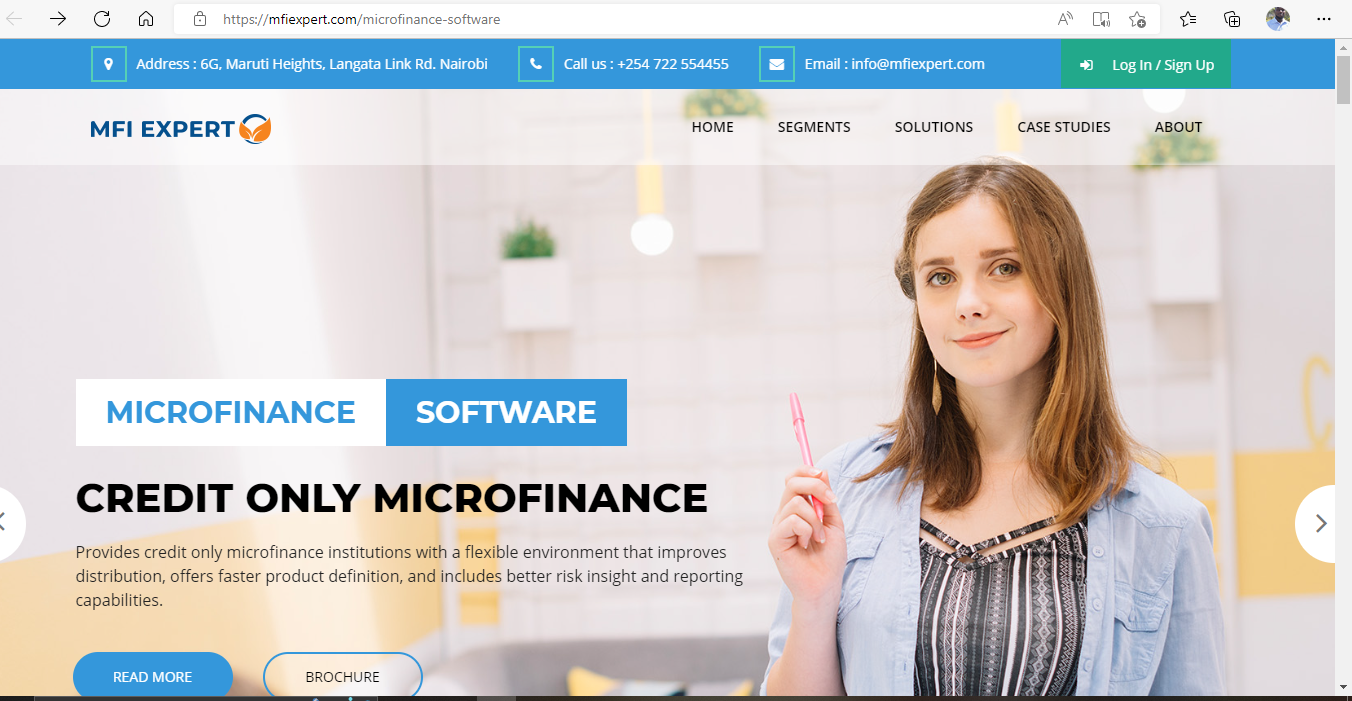 https://mfiexpert.com/microfinance-software
Address : 6G, Maruti Heights, Langata Link Rd. Nairobi
Call us : +254 722 554455
Email : info@mfiexpert.com
Log In / Sign Up
MFI EXPERT
HOME
SEGMENTS
SOLUTIONS
CASE STUDIES
ABOUT
MICROFINANCE SOFTWARE
CREDIT ONLY MICROFINANCE
Provides credit only microfinance institutions with a flexible environment that improves
distribution, offers faster product definition, and includes better risk insight and reporting
capabilities.
READ MORE
BROCHURE